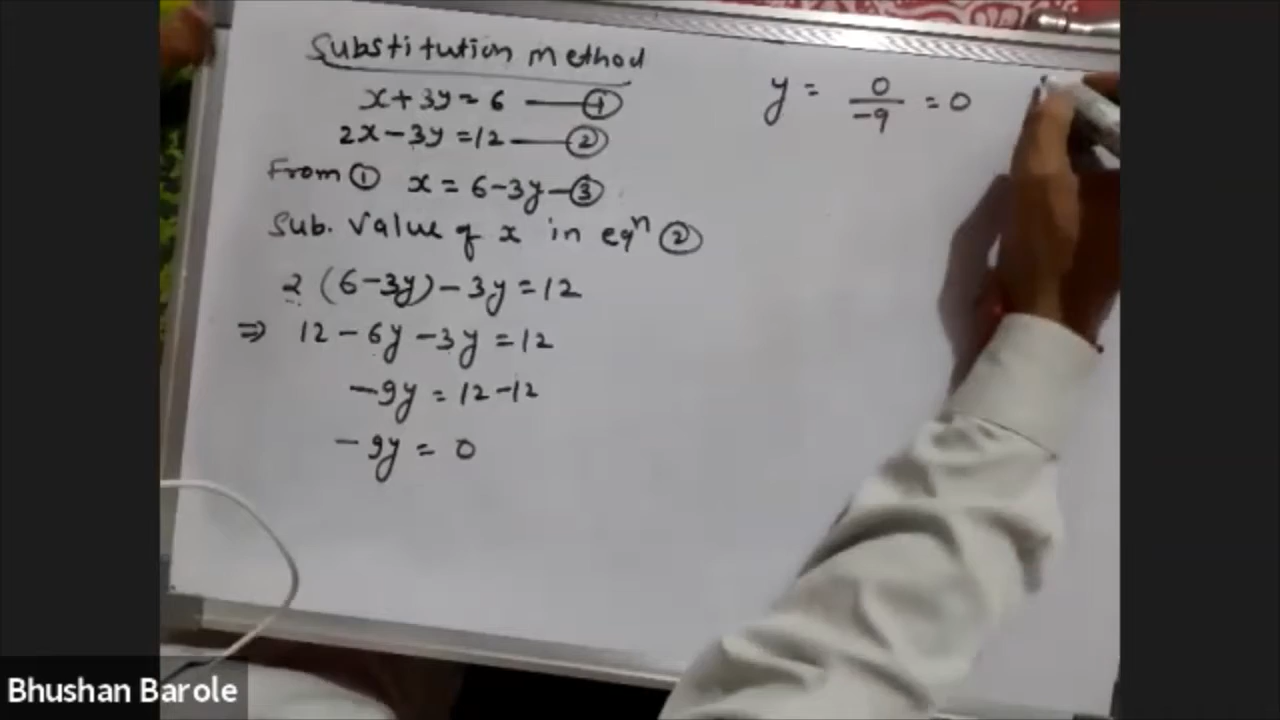 Substitution method
x+3y=6 —①
2x-3y=12 —②
From ① x=6-3y-③
Sub. Value of x in eqⁿ ②
2(6-3y)-3y=12
⇒ 12-6y-3y=12
-9y=12-12
-9y=0
y= 0/-9 =0
Bhushan Barole